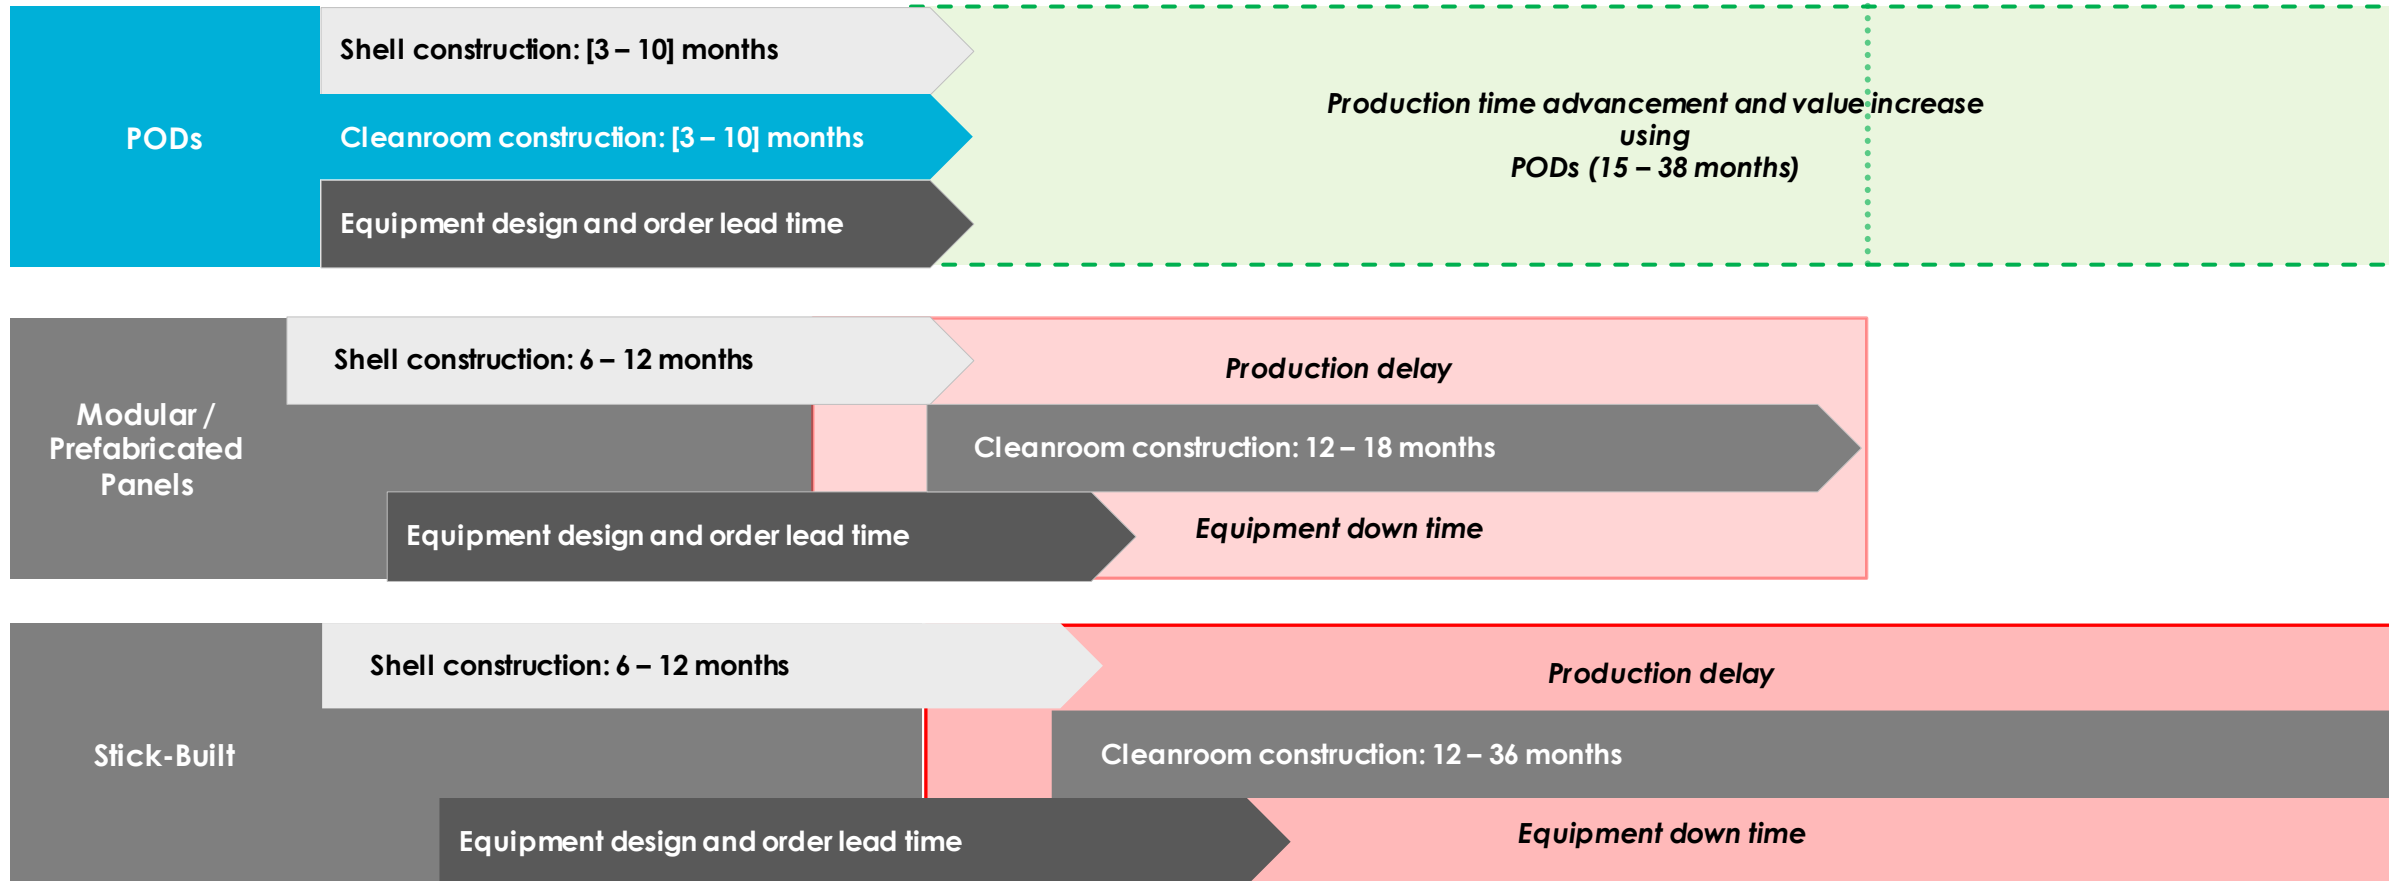 PODs
Shell construction: [3 – 10] months
Cleanroom construction: [3 – 10] months
Equipment design and order lead time
Production time advancement and value increase
using
PODs (15 – 38 months)
Modular /
Prefabricated
Panels
Shell construction: 6 – 12 months
Production delay
Cleanroom construction: 12 – 18 months
Equipment design and order lead time
Equipment down time
Stick-Built
Shell construction: 6 – 12 months
Production delay
Cleanroom construction: 12 – 36 months
Equipment design and order lead time
Equipment down time